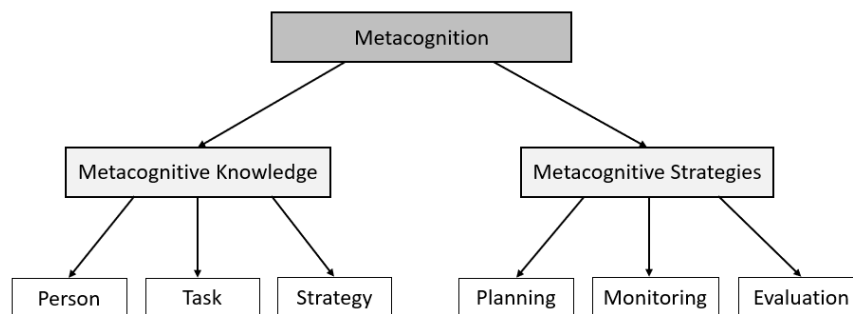 Metacognition
Metacognitive Knowledge
Metacognitive Strategies
Person
Task
Strategy
Planning
Monitoring
Evaluation